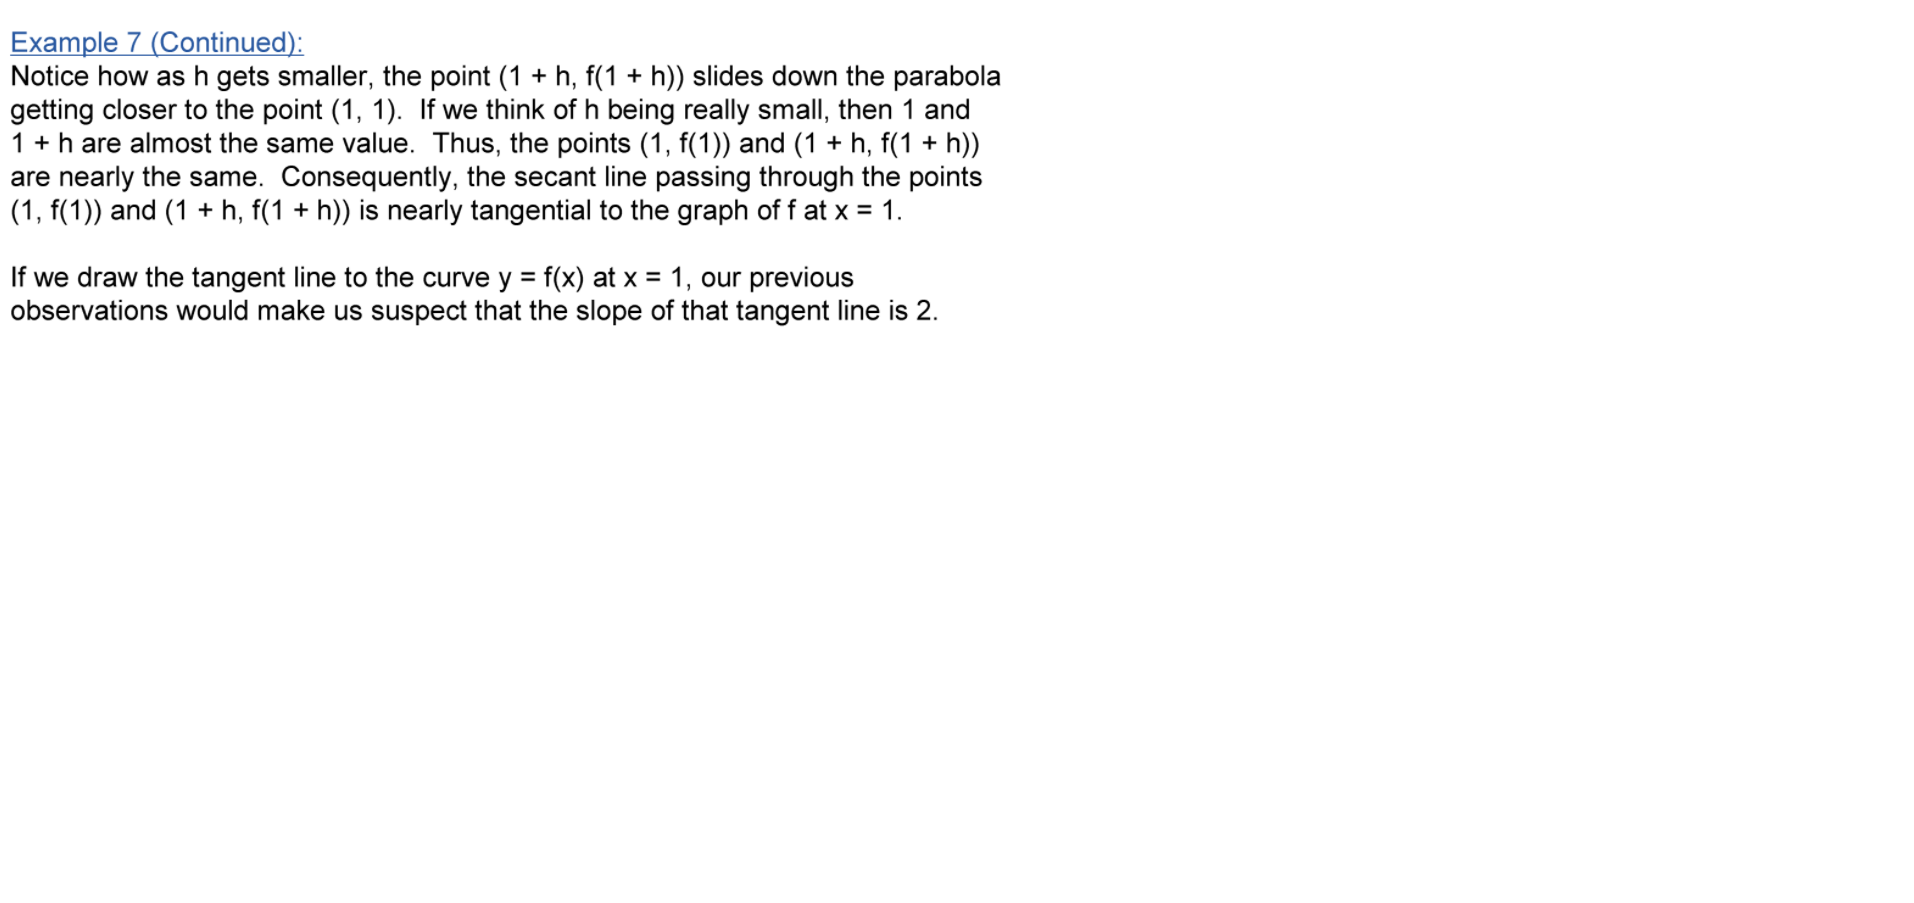 Example 7 (Continued):
Notice how as h gets smaller, the point (1 + h, f(1 + h)) slides down the parabola
getting closer to the point (1, 1).  If we think of h being really small, then 1 and
1 + h are almost the same value.  Thus, the points (1, f(1)) and (1 + h, f(1 + h))
are nearly the same.  Consequently, the secant line passing through the points
(1, f(1)) and (1 + h, f(1 + h)) is nearly tangential to the graph of f at x = 1.
If we draw the tangent line to the curve y = f(x) at x = 1, our previous
observations would make us suspect that the slope of that tangent line is 2.